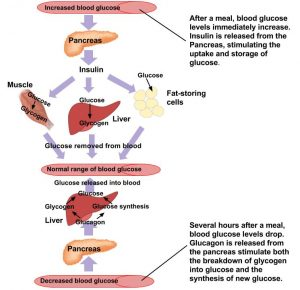 Increased blood glucose
After a meal, blood glucose
levels immediately increase.
Insulin is released from the
Pancreas, stimulating the
uptake and storage of
glucose.
Pancreas
Insulin
Muscle
Glucose
Glycogen
Glucose
Glycogen
Liver
Glucose
Fat-storing
cells
Glucose removed from blood
Normal range of blood glucose
Glucose released into blood
Glucose
Glycogen
Glucose synthesis
Liver
Glucagon
Several hours after a meal,
blood glucose levels drop.
Glucagon is released from
the pancreas stimulate both
the breakdown of glycogen
into glucose and the
synthesis of new glucose.
Pancreas
Decreased blood glucose